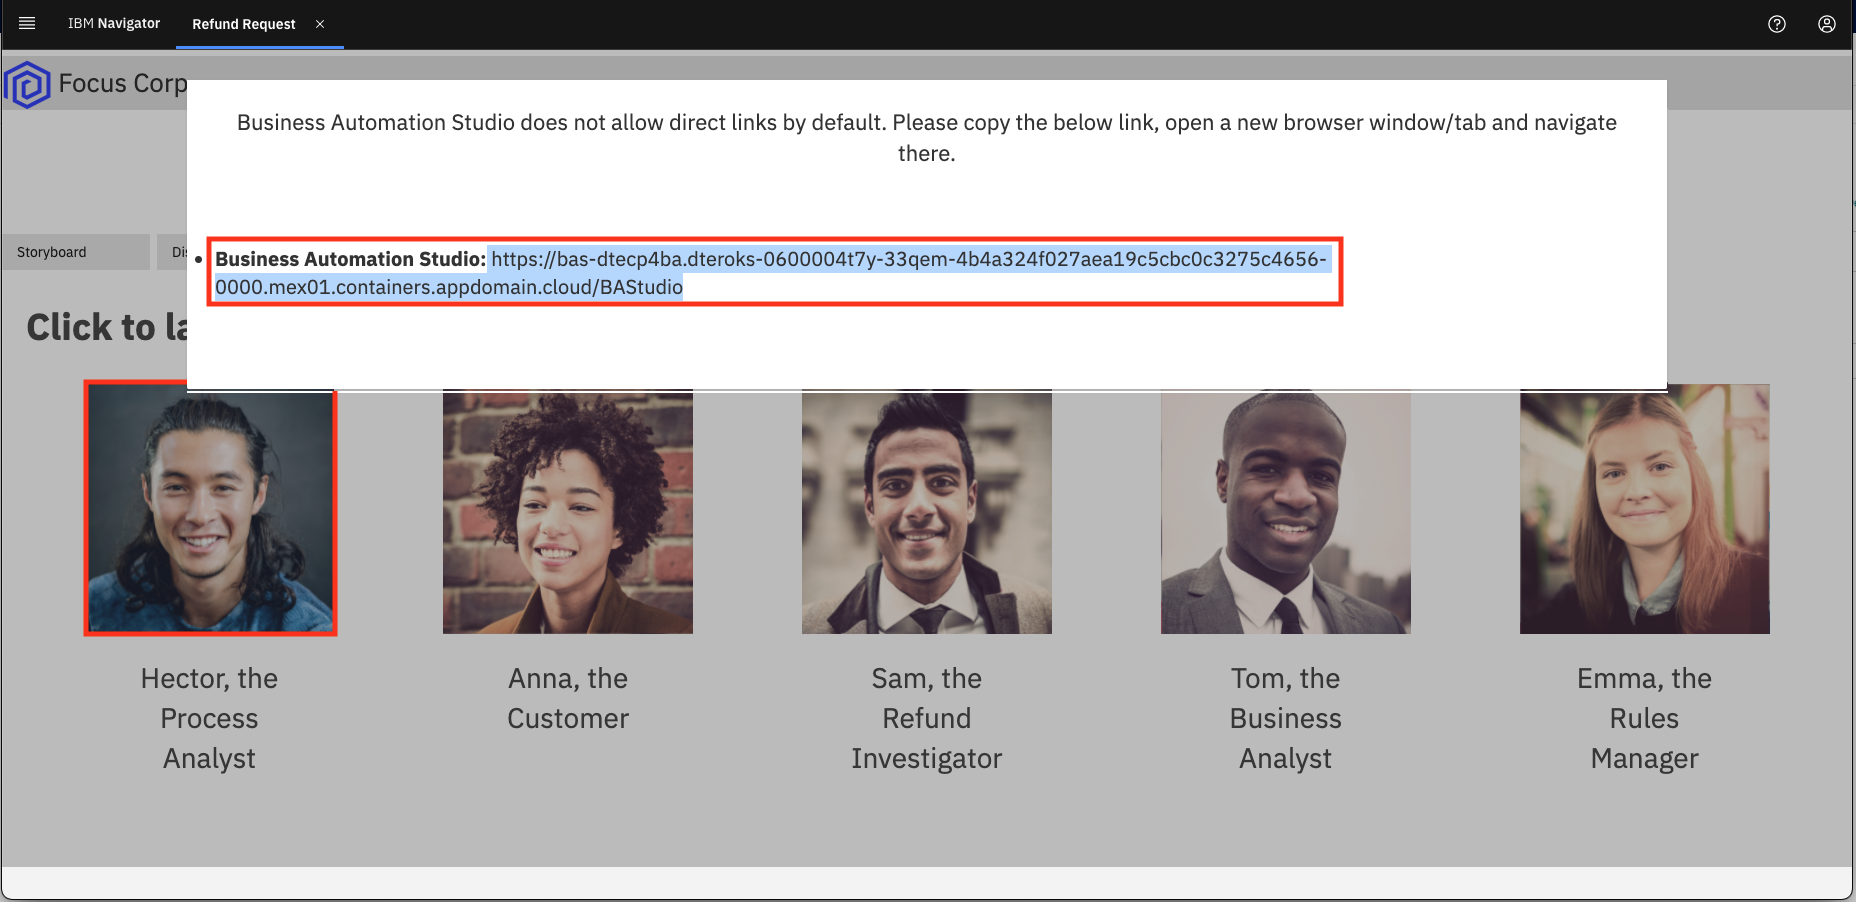 IBM Navigator
Refund Request
Focus Corp
Business Automation Studio does not allow direct links by default. Please copy the below link, open a new browser window/tab and navigate
there.
Storyboard
Business Automation Studio: https://bas-dtecp4ba.dteroks-0600004t7y-33qem-4b4a324f027aea19c5cbc0c3275c4656-
0000.mex01.containers.appdomain.cloud/BAStudio
Click to
Hector, the
Process
Analyst
Anna, the
Customer
Sam, the
Refund
Investigator
Tom, the
Business
Analyst
Emma, the
Rules
Manager